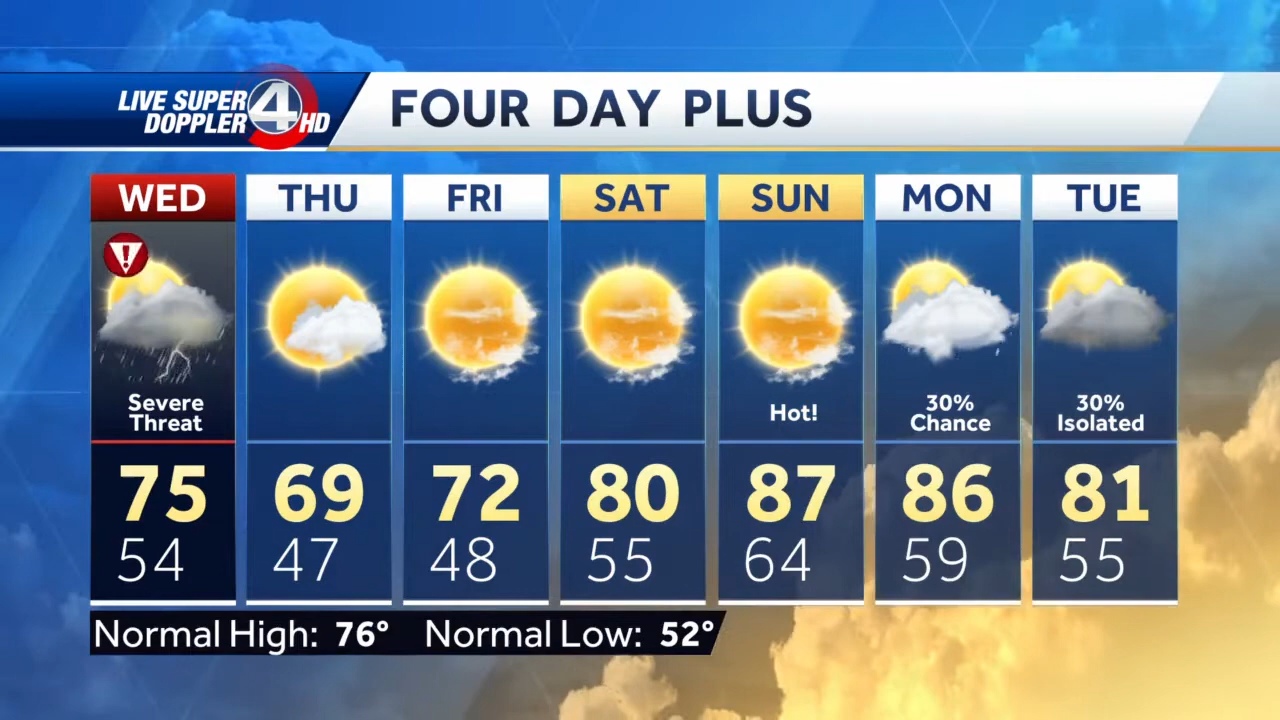 LIVE SUPER
DOPPLER 4 HD
FOUR DAY PLUS
WED THU FRI SAT SUN MON TUE
!
Severe
Threat
Hot!
30%
Chance
30%
Isolated
75 69 72 80 87 86 81
54 47 48 55 64 59 55
Normal High: 76° Normal Low: 52°